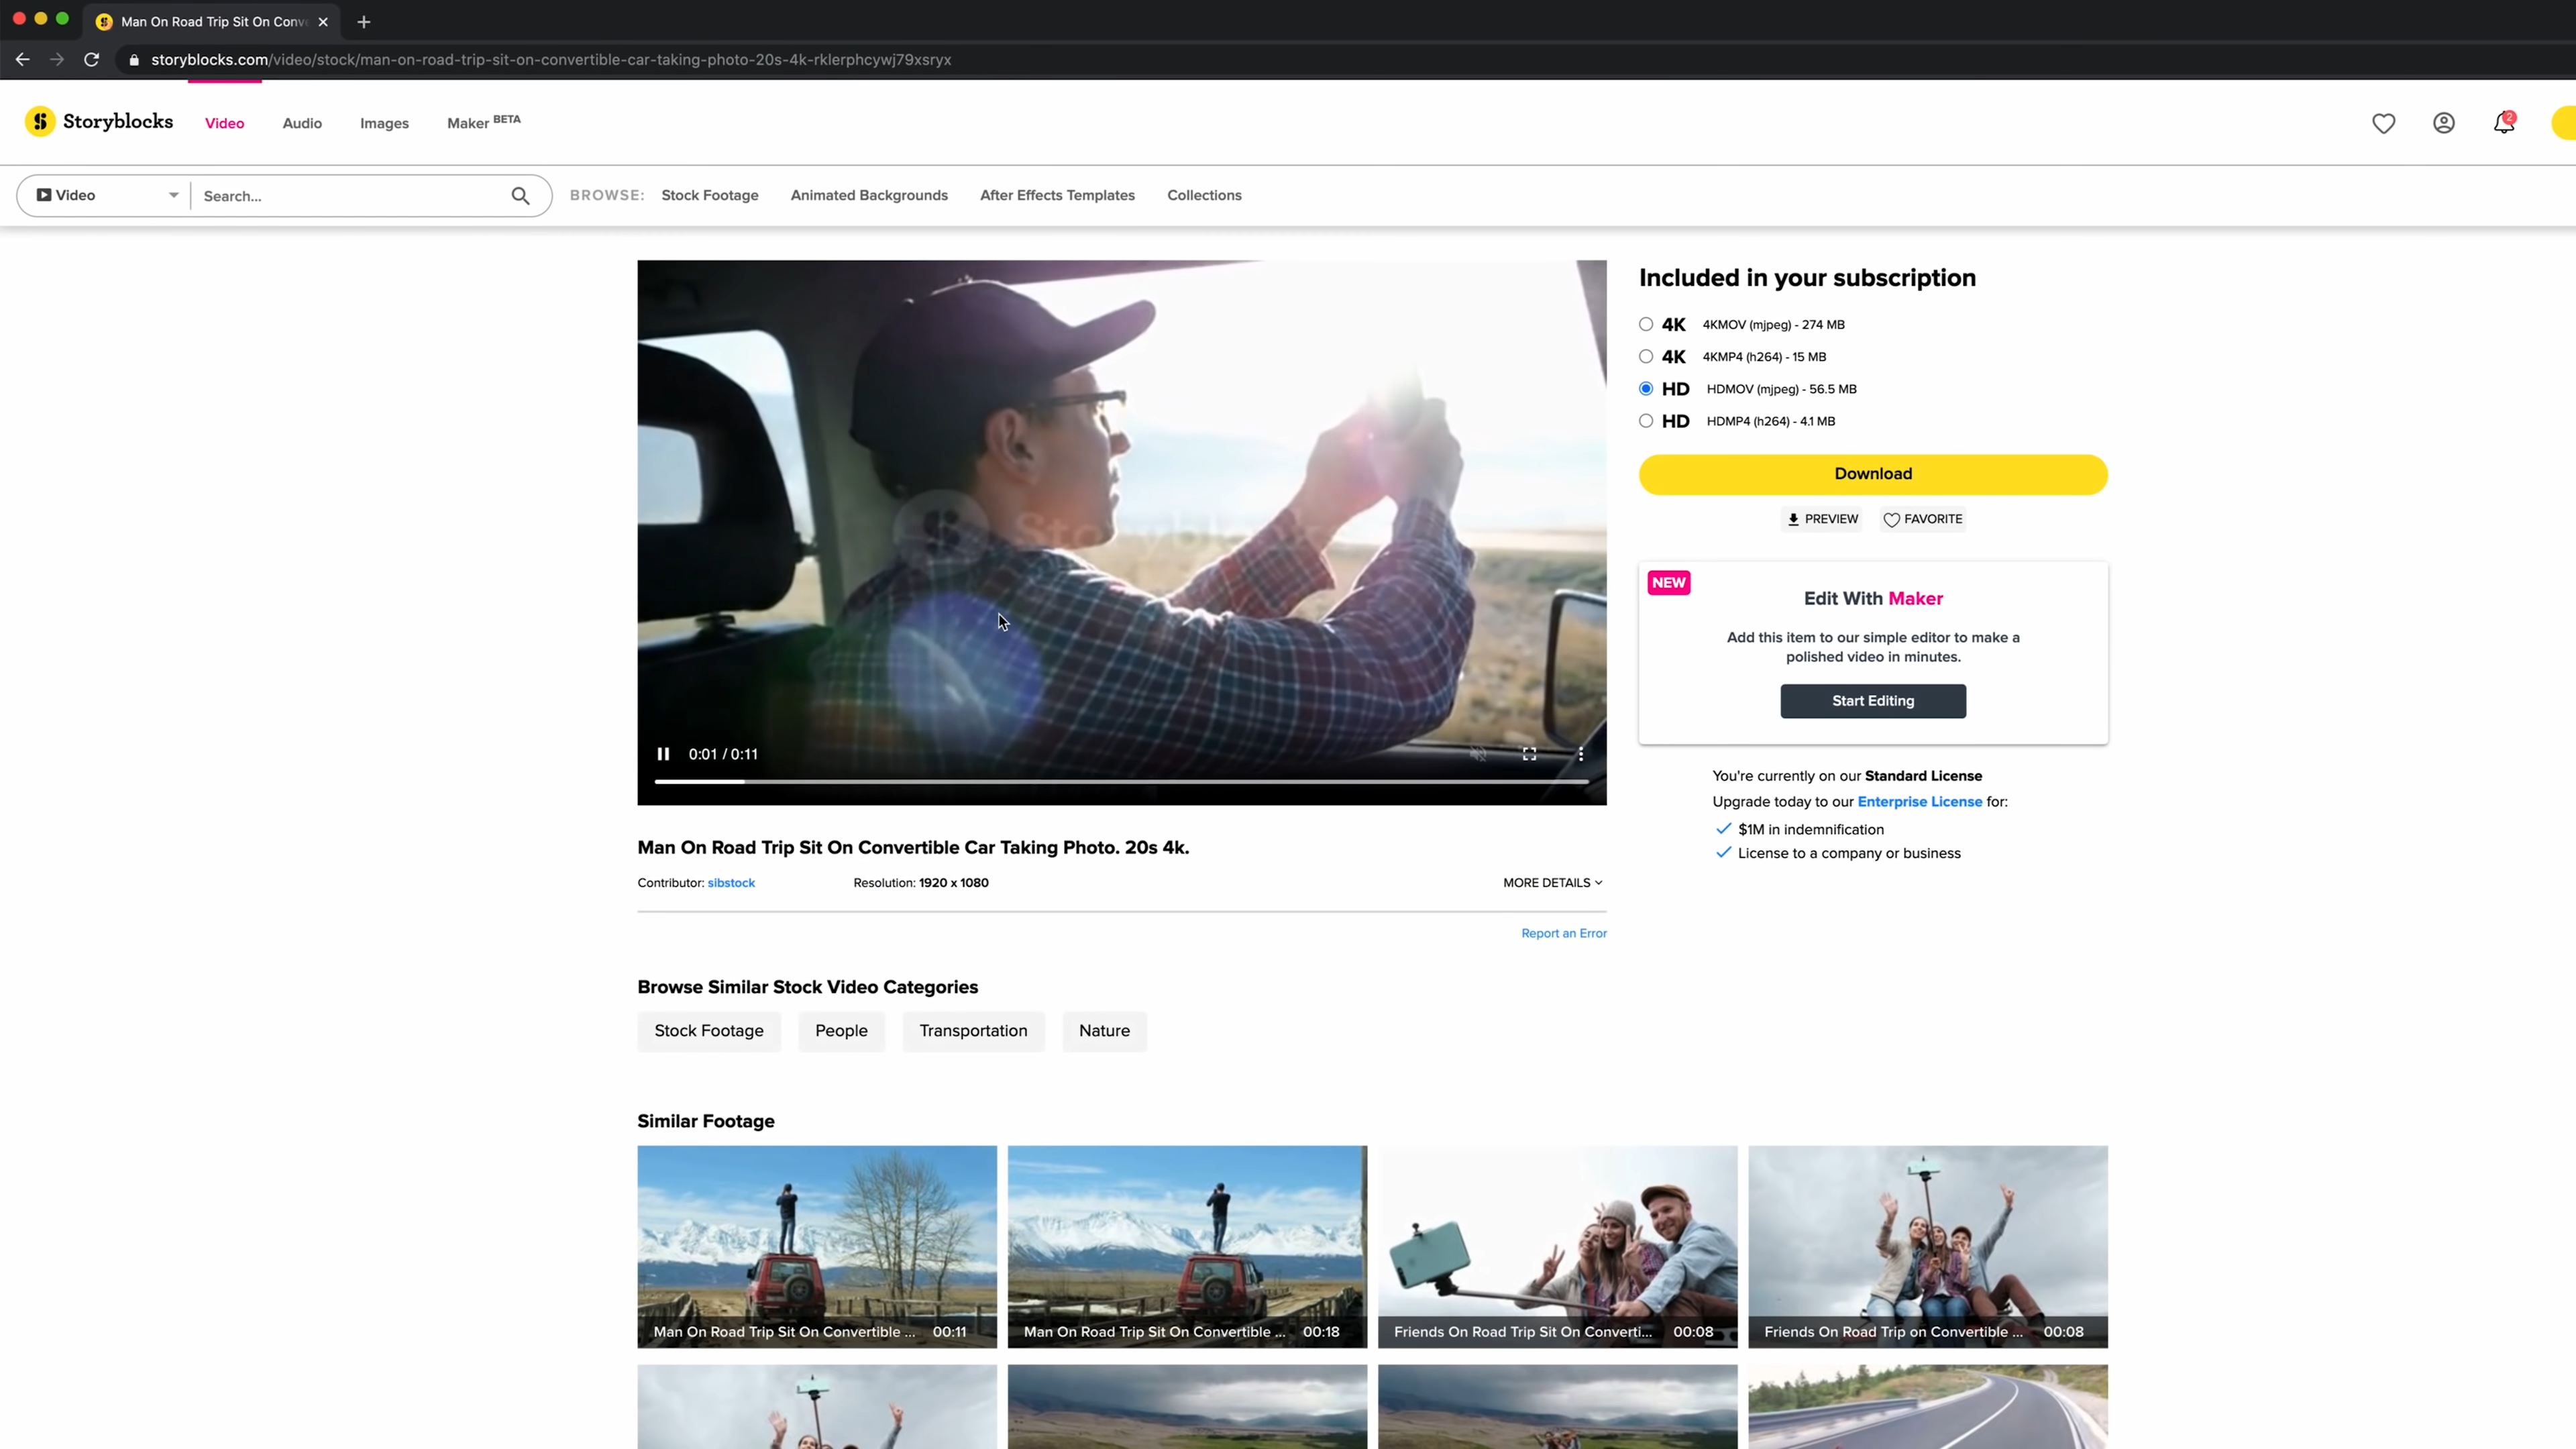 Man On Road Trip Sit On Conv
storyblocks.com/video/stock/man-on-road-trip-sit-on-convertible-car-taking-photo-20s-4k-rklerphcywj79xsryx
Storyblocks
Video
Audio
Images
Maker BETA
2
Video
Search...
BROWSE:
Stock Footage
Animated Backgrounds
After Effects Templates
Collections
Storyblocks
0:01 / 0:11
Included in your subscription
4K 4KMOV (mjpeg) - 274 MB
4K 4KMP4 (h264) - 15 MB
HD HDMOV (mjpeg) - 56.5 MB
HD HDMP4 (h264) - 4.1 MB
Download
PREVIEW
FAVORITE
NEW
Edit With Maker
Add this item to our simple editor to make a
polished video in minutes.
Start Editing
You're currently on our Standard License
Upgrade today to our Enterprise License for:
$1M in indemnification
License to a company or business
Man On Road Trip Sit On Convertible Car Taking Photo. 20s 4k.
Contributor: sibstock
Resolution: 1920 x 1080
MORE DETAILS
Report an Error
Browse Similar Stock Video Categories
Stock Footage
People
Transportation
Nature
Similar Footage
Man On Road Trip Sit On Convertible ... 00:11
Man On Road Trip Sit On Convertible ... 00:18
Friends On Road Trip Sit On Converti... 00:08
Friends On Road Trip on Convertible ... 00:08